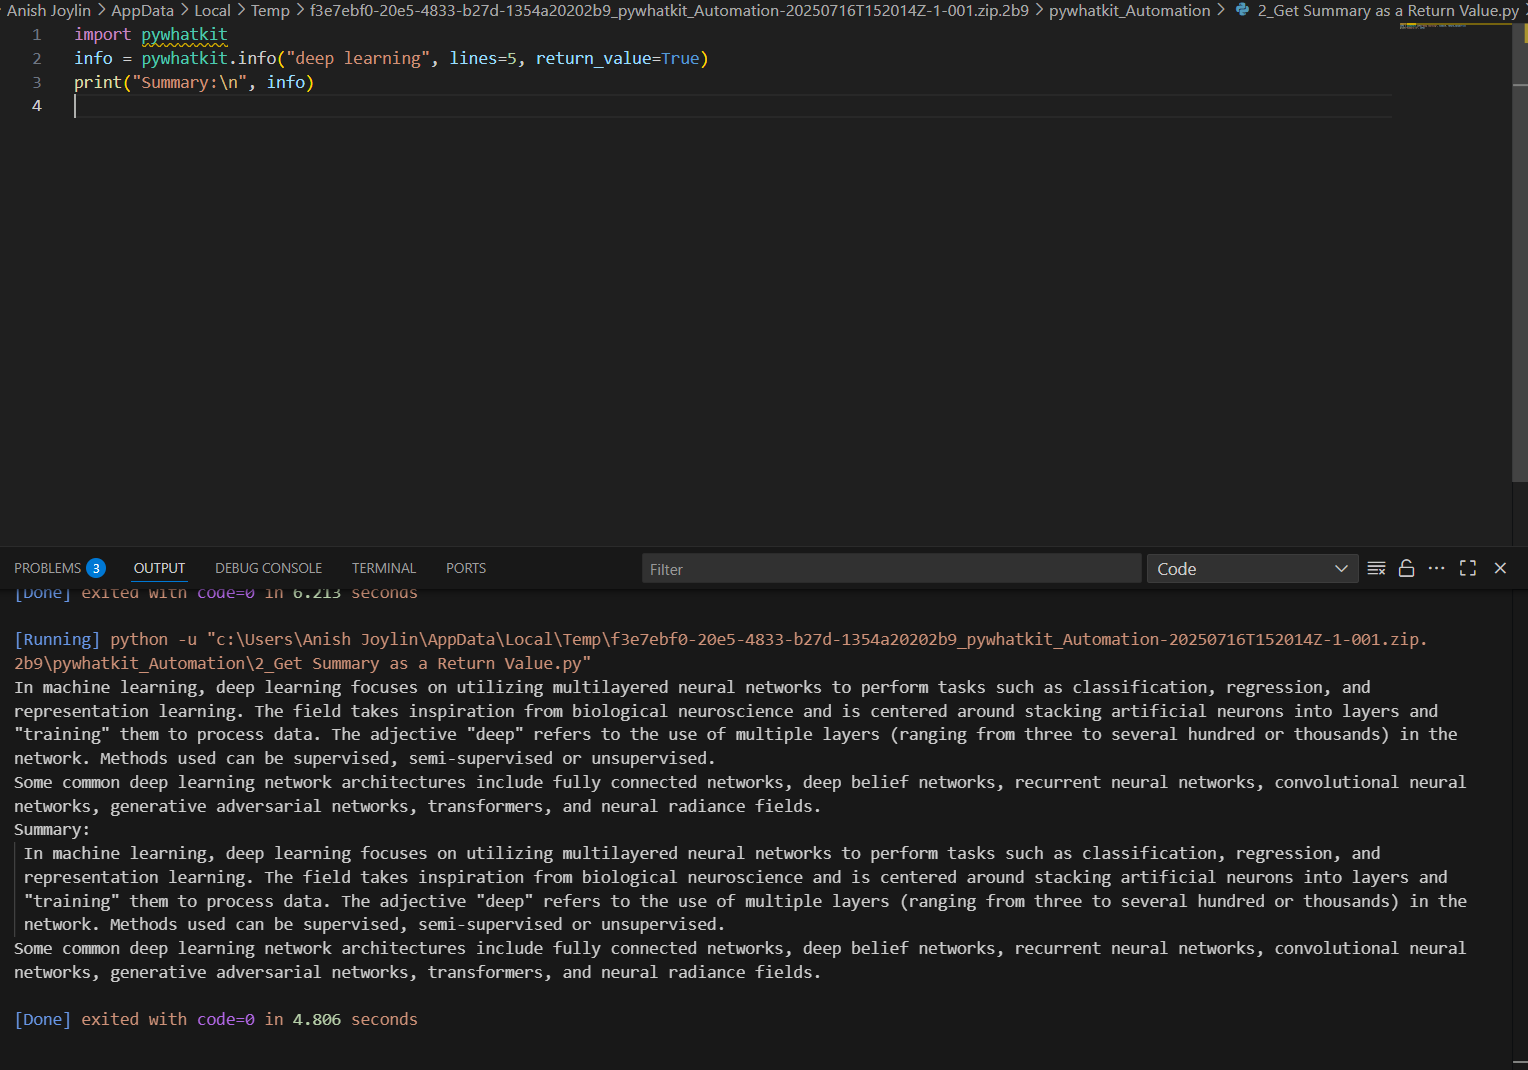 Anish Joylin > AppData > Local > Temp > f3e7ebf0-20e5-4833-b27d-1354a20202b9_pywhatkit_Automation-20250716T152014Z-1-001.zip.2b9 > pywhatkit_Automation > 2_Get Summary as a Return Value.py
1 import pywhatkit
2 info = pywhatkit.info("deep learning", lines=5, return_value=True)
3 print("Summary:\n", info)
4
PROBLEMS 3 OUTPUT DEBUG CONSOLE TERMINAL PORTS Filter Code
[Done] exited with code=0 in 6.213 seconds
[Running] python -u "c:\Users\Anish Joylin\AppData\Local\Temp\f3e7ebf0-20e5-4833-b27d-1354a20202b9_pywhatkit_Automation-20250716T152014Z-1-001.zip.
2b9\pywhatkit_Automation\2_Get Summary as a Return Value.py"
In machine learning, deep learning focuses on utilizing multilayered neural networks to perform tasks such as classification, regression, and
representation learning. The field takes inspiration from biological neuroscience and is centered around stacking artificial neurons into layers and
"training" them to process data. The adjective "deep" refers to the use of multiple layers (ranging from three to several hundred or thousands) in the
network. Methods used can be supervised, semi-supervised or unsupervised.
Some common deep learning network architectures include fully connected networks, deep belief networks, recurrent neural networks, convolutional neural
networks, generative adversarial networks, transformers, and neural radiance fields.
Summary:
In machine learning, deep learning focuses on utilizing multilayered neural networks to perform tasks such as classification, regression, and
representation learning. The field takes inspiration from biological neuroscience and is centered around stacking artificial neurons into layers and
"training" them to process data. The adjective "deep" refers to the use of multiple layers (ranging from three to several hundred or thousands) in the
network. Methods used can be supervised, semi-supervised or unsupervised.
Some common deep learning network architectures include fully connected networks, deep belief networks, recurrent neural networks, convolutional neural
networks, generative adversarial networks, transformers, and neural radiance fields.
[Done] exited with code=0 in 4.806 seconds